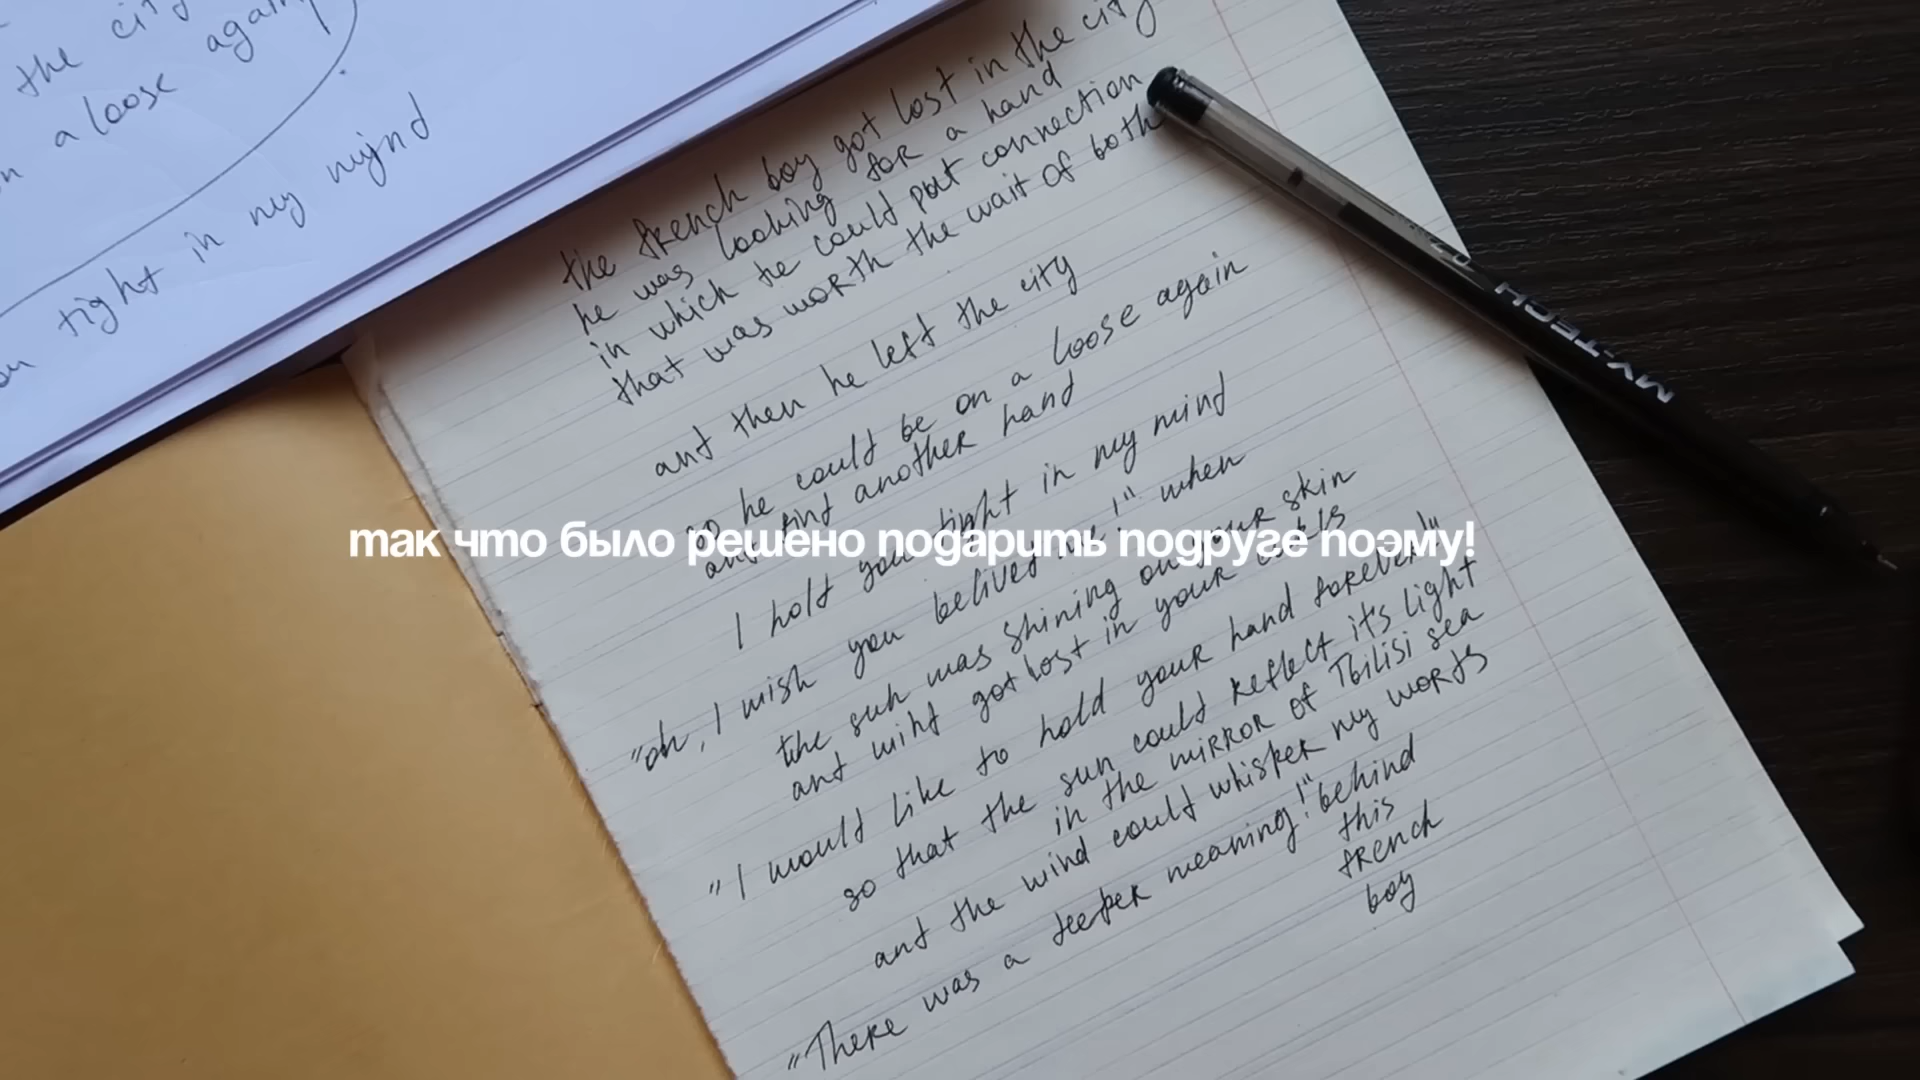 the city
on a loose again
tight in my mind
the french boy got lost in the city
he was looking for a hand
in which he could put connection
that was worth the wait of both
and then he left the city
so he could be on a loose again
and find another hand
I hold you tight in my mind
"oh, I wish you belived me!" when
the sun was shining on your skin
and wind got lost in your
"I would like to hold your hand forever!"
so that the sun could reflect it's light
in the mirror of Tbilisi sea
and the wind could whisper my words
"There was a deeper meaning!" behind
this
french
boy
MY-TECH
так что было решено подарить подруге поэму!